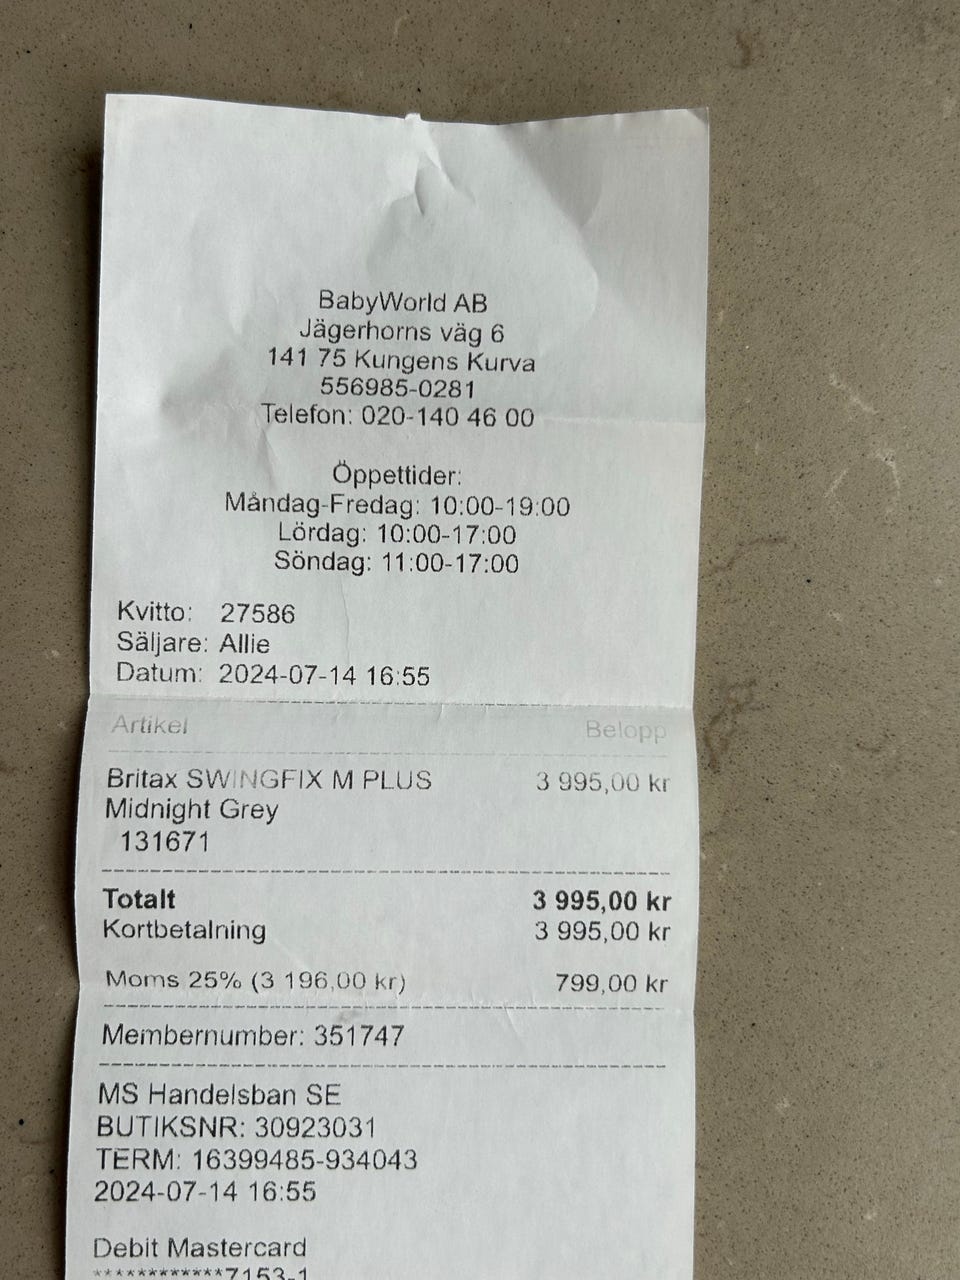 BabyWorld AB
Jägerhorns väg 6
141 75 Kungens Kurva
556985-0281
Telefon: 020-140 46 00
Öppettider:
Måndag-Fredag: 10:00-19:00
Lördag: 10:00-17:00
Söndag: 11:00-17:00
Kvitto: 27586
Säljare: Allie
Datum: 2024-07-14 16:55
Artikel Belopp
Britax SWINGFIX M PLUS 3 995,00 kr
Midnight Grey
131671
Totalt 3 995,00 kr
Kortbetalning 3 995,00 kr
Moms 25% (3 196,00 kr) 799,00 kr
Membernumber: 351747
MS Handelsban SE
BUTIKSNR: 30923031
TERM: 16399485-934043
2024-07-14 16:55
Debit Mastercard
************7153-1